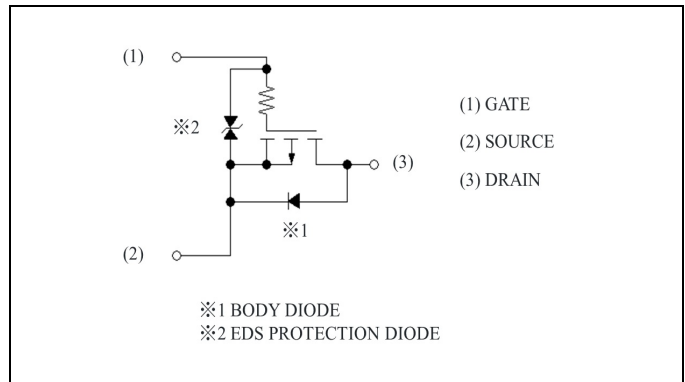 (1)
(1) GATE
※2
(2) SOURCE
(3)
(3) DRAIN
※1
(2)
※1 BODY DIODE
※2 EDS PROTECTION DIODE